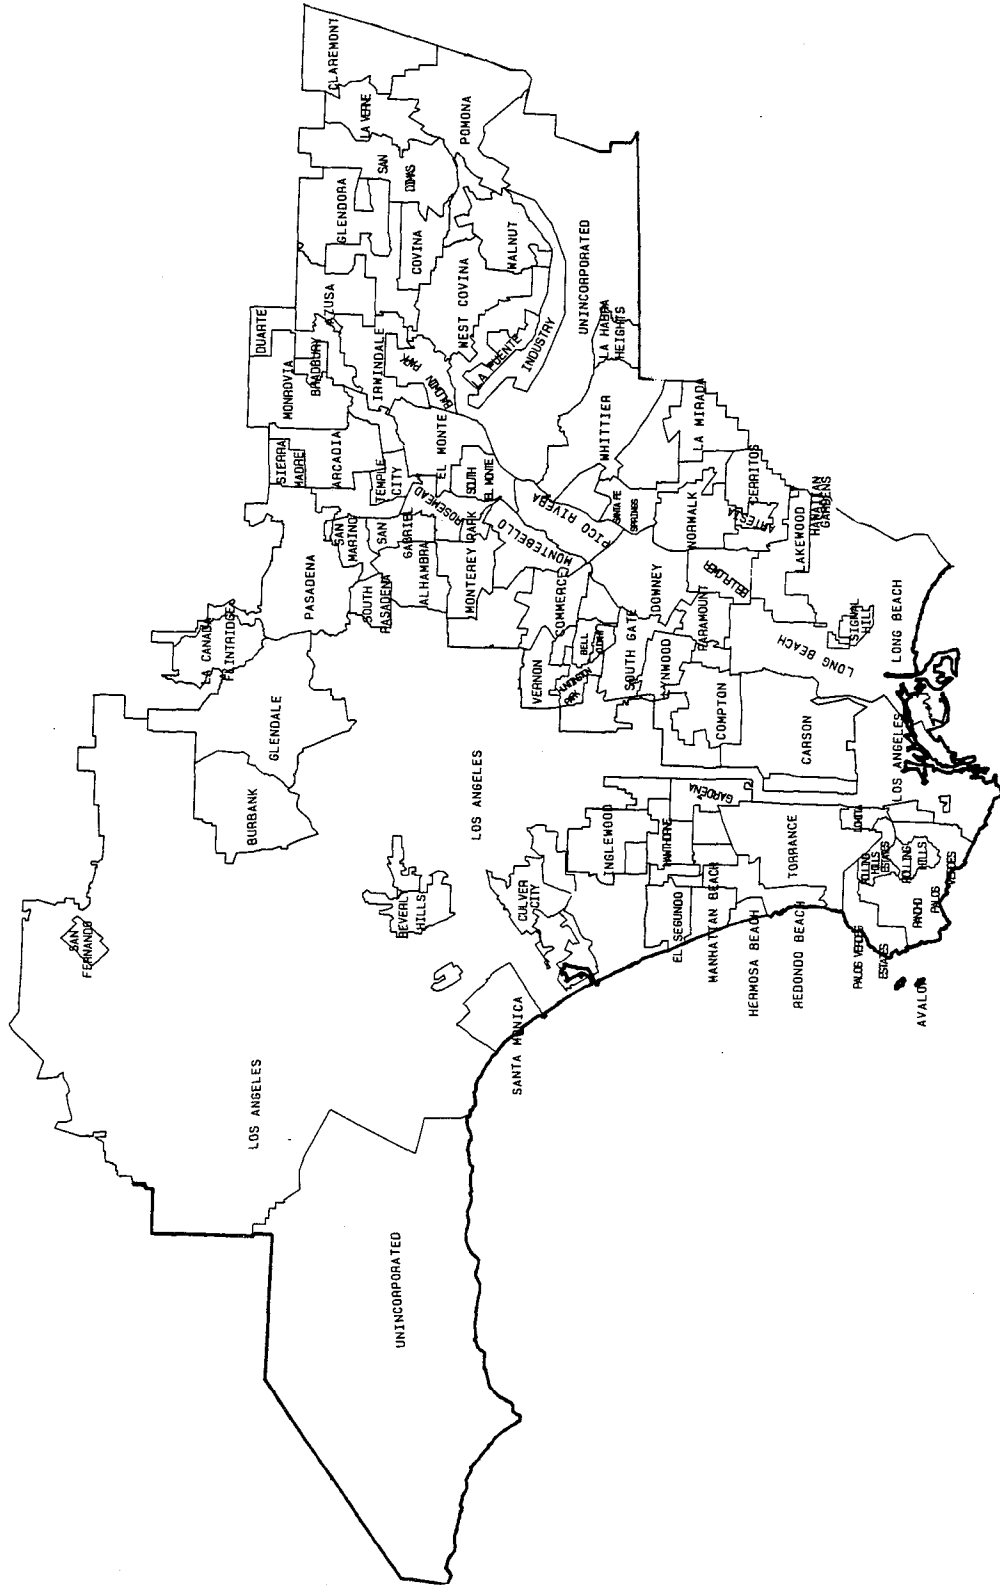 CLAREMONT
LA VERNE
POMONA
SAN
DIMAS
GLENDORA
COVINA
WALNUT
AZUSA
WEST COVINA
UNINCORPORATED
DUARTE
BRADBURY
MONROVIA
IRWINDALE
BALDWIN PARK
LA PUENTE
INDUSTRY
LA HABRA
HEIGHTS
SIERRA
MADRE
ARCADIA
TEMPLE
CITY
EL MONTE
SOUTH
EL MONTE
ROSEMEAD
WHITTIER
LA MIRADA
PASADENA
SAN
MARINO
SAN
GABRIEL
SOUTH
PASADENA
ALHAMBRA
MONTEREY PARK
MONTEBELLO
PICO RIVERA
SANTA FE
SPRINGS
NORWALK
CERRITOS
ARTESIA
HAWAIIAN
GARDENS
LAKEWOOD
LA CANADA
FLINTRIDGE
COMMERCE
VERNON
BELL
HUNTINGTON
PARK
SOUTH GATE
DOWNEY
BELLFLOWER
PARAMOUNT
LYNWOOD
COMPTON
LONG BEACH
SIGNAL
HILL
LONG BEACH
GLENDALE
BURBANK
LOS ANGELES
CARSON
LOS ANGELES
GARDENA
INGLEWOOD
HAWTHORNE
TORRANCE
LOMITA
ROLLING
HILLS
ESTATES
ROLLING
HILLS
RANCHO
PALOS
VERDES
SAN
FERNANDO
BEVERLY
HILLS
CULVER
CITY
EL SEGUNDO
MANHATTAN BEACH
HERMOSA BEACH
REDONDO BEACH
PALOS VERDES
ESTATES
AVALON
SANTA MONICA
LOS ANGELES
UNINCORPORATED